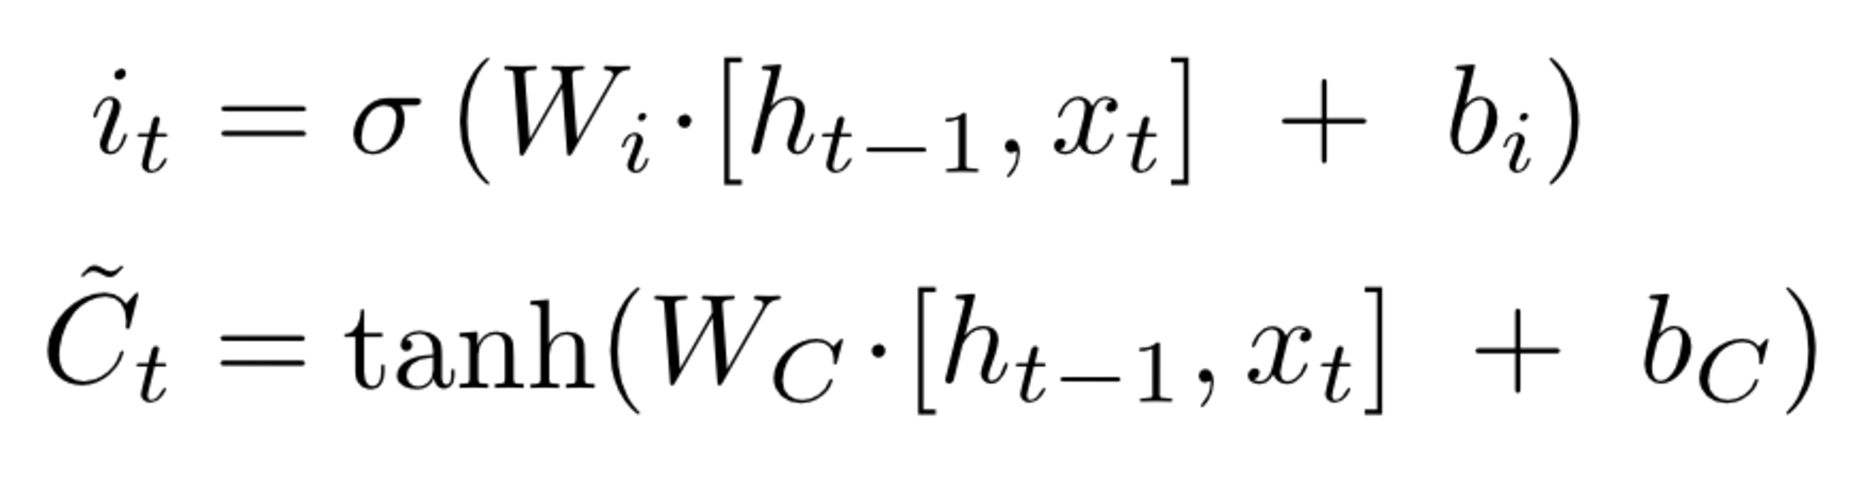 i_t = σ (W_i · [h_{t−1}, x_t] + b_i)
C̃_t = tanh(W_C · [h_{t−1}, x_t] + b_C)